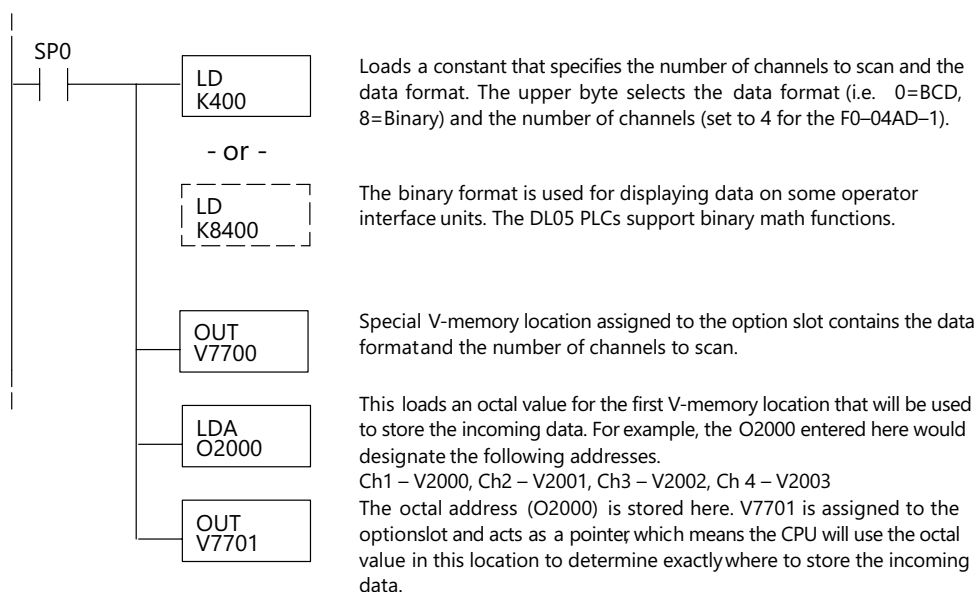 SP0
LD
K400
Loads a constant that specifies the number of channels to scan and the
data format. The upper byte selects the data format (i.e. 0=BCD,
8=Binary) and the number of channels (set to 4 for the F0–04AD–1).
- or -
LD
K8400
The binary format is used for displaying data on some operator
interface units. The DL05 PLCs support binary math functions.
OUT
V7700
Special V-memory location assigned to the option slot contains the data
format and the number of channels to scan.
LDA
O2000
This loads an octal value for the first V-memory location that will be used
to store the incoming data. For example, the O2000 entered here would
designate the following addresses.
Ch1 – V2000, Ch2 – V2001, Ch3 – V2002, Ch 4 – V2003
OUT
V7701
The octal address (O2000) is stored here. V7701 is assigned to the
optionslot and acts as a pointer, which means the CPU will use the octal
value in this location to determine exactly where to store the incoming
data.